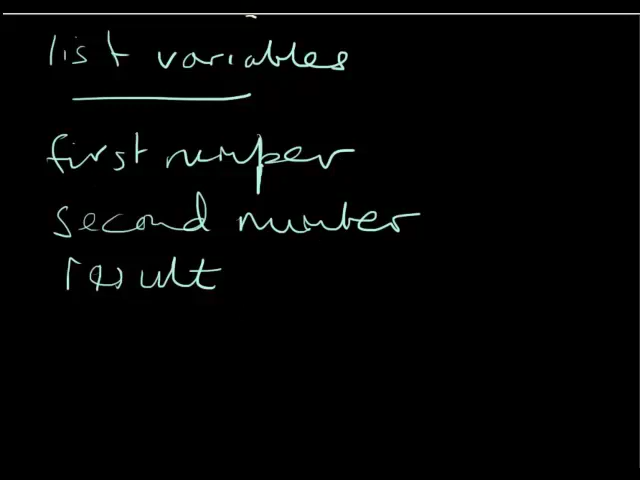 list variables
first number
second number
result